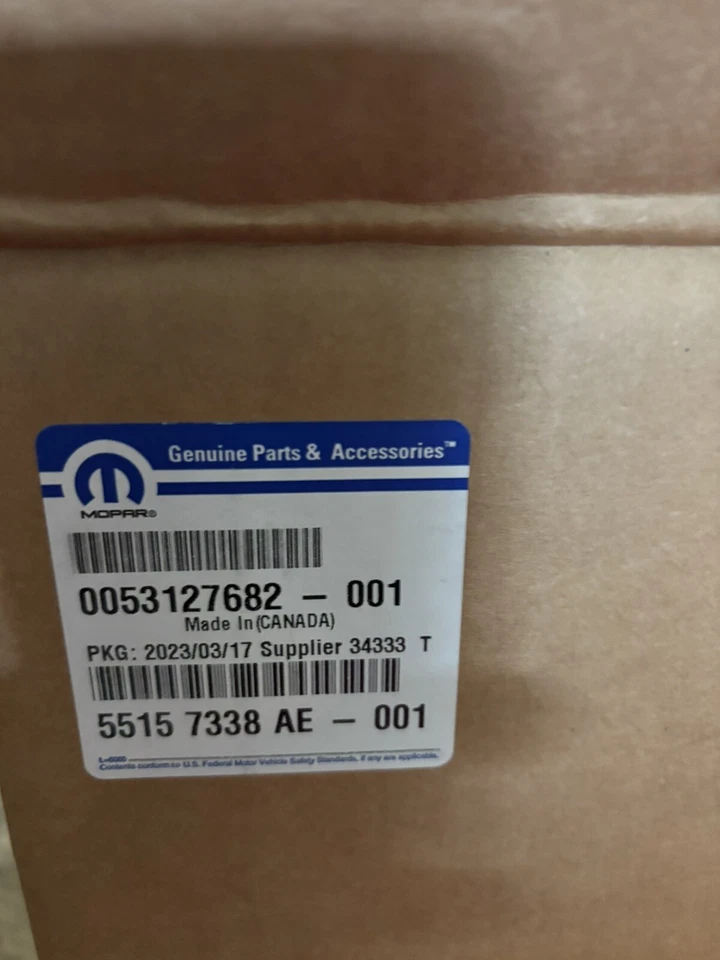 Genuine Parts & Accessories™
MOPAR®
0053127682 – 001
Made In(CANADA)
PKG: 2023/03/17 Supplier 34333 T
5515 7338 AE – 001
Contents conform to U.S. Federal Motor Vehicle Safety Standards, if any are applicable.